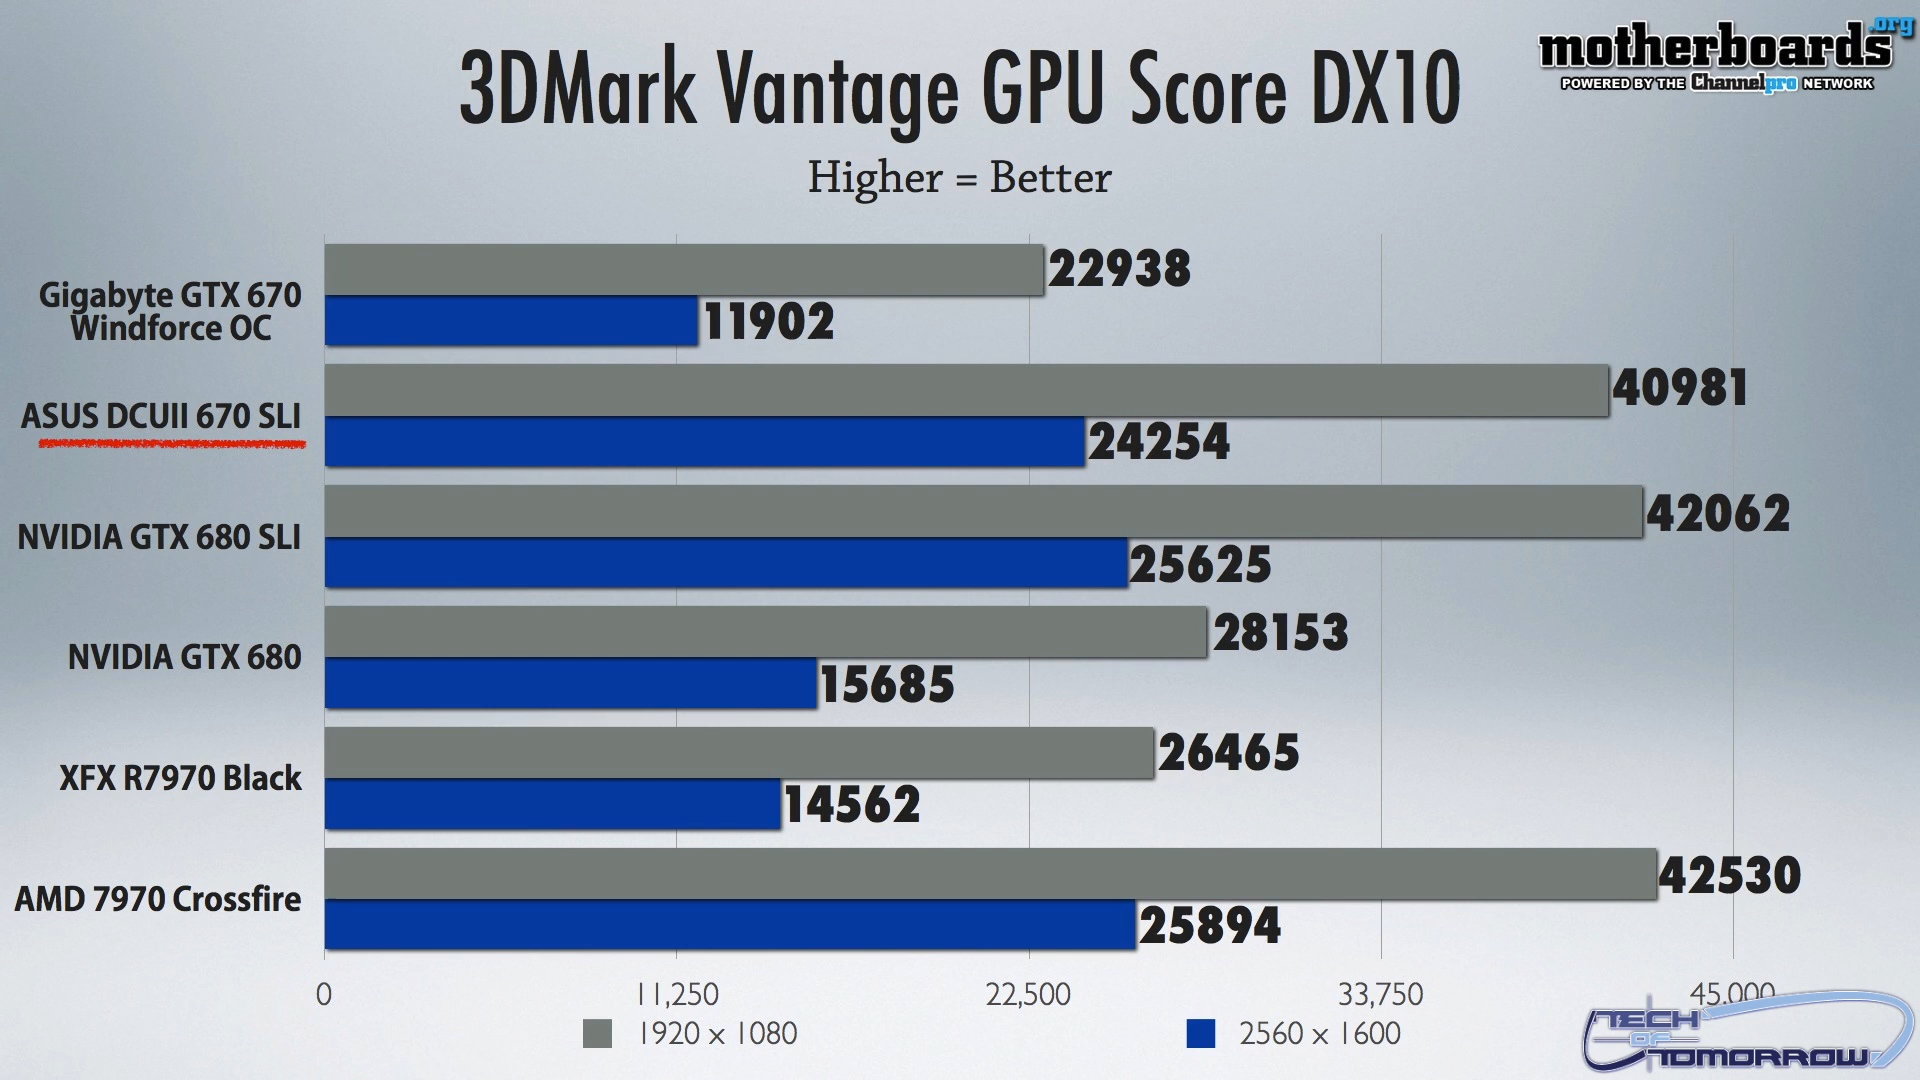 motherboards.org
POWERED BY THE Channelpro NETWORK
3DMark Vantage GPU Score DX10
Higher = Better
Gigabyte GTX 670
Windforce OC
22938
11902
ASUS DCUII 670 SLI
40981
24254
NVIDIA GTX 680 SLI
42062
25625
NVIDIA GTX 680
28153
15685
XFX R7970 Black
26465
14562
AMD 7970 Crossfire
42530
25894
0 11,250 22,500 33,750 45,000
1920 x 1080 2560 x 1600
TECH
OF
TOMORROW